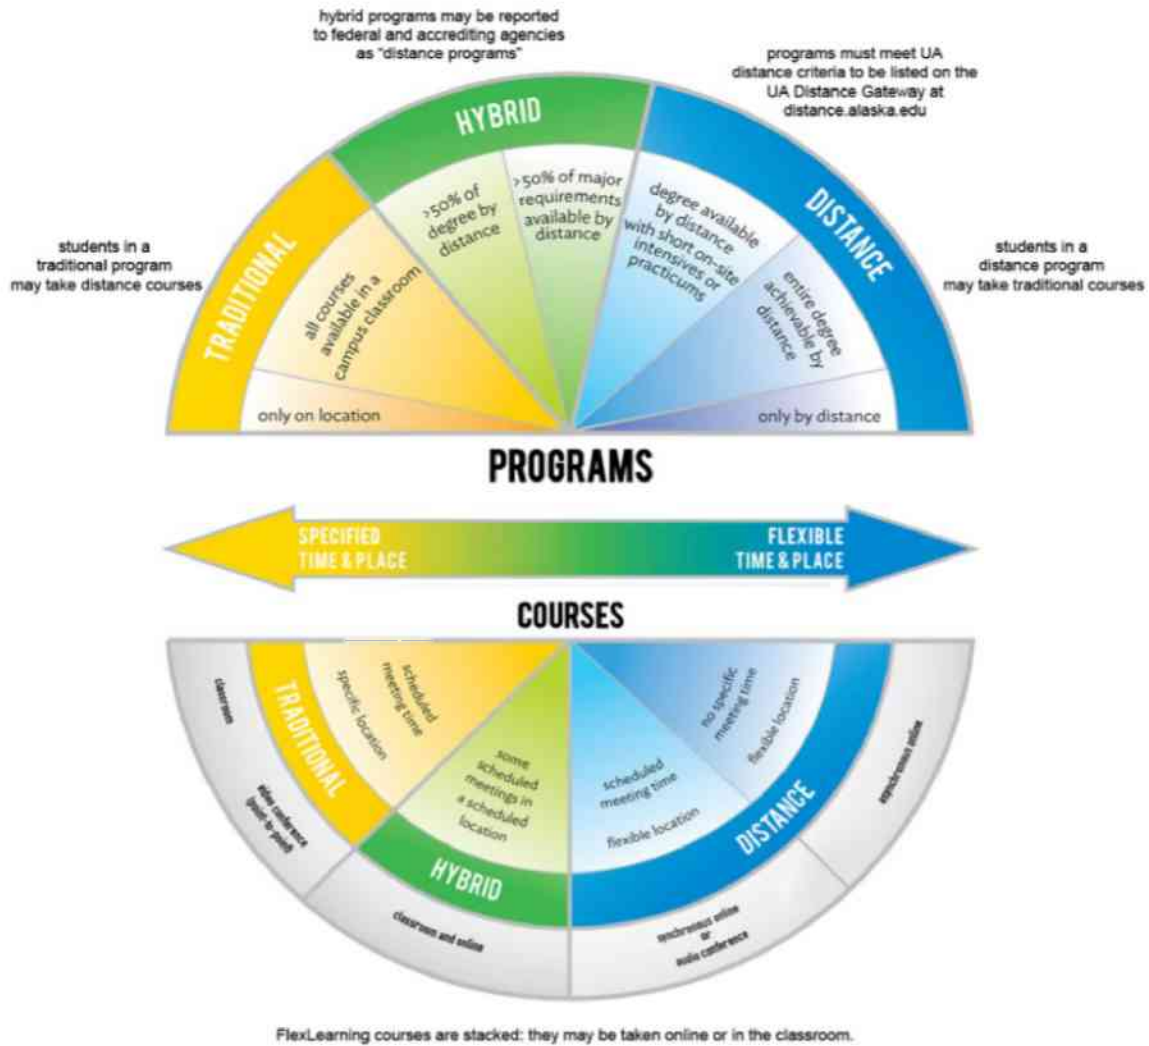 hybrid programs may be reported
to federal and accrediting agencies
as "distance programs"
programs must meet UA
distance criteria to be listed on the
UA Distance Gateway at
distance.alaska.edu
HYBRID
>50% of
degree by
distance
>50% of major
requirements
available by
distance
degree available
by distance
with short on-site
intensives or
practicums
DISTANCE
students in a
traditional program
may take distance courses
TRADITIONAL
all courses
available in a
campus classroom
entire degree
achievable by
distance
students in a
distance program
may take traditional courses
only on location
only by distance
PROGRAMS
SPECIFIED
TIME & PLACE
FLEXIBLE
TIME & PLACE
COURSES
classroom
video conference
(point-to-point)
TRADITIONAL
specific location
scheduled
meeting time
some
scheduled
meetings in
a scheduled
location
HYBRID
classroom and online
scheduled
meeting time
flexible location
no specific
meeting time
flexible location
DISTANCE
synchronous online
or
audio conference
asynchronous online
FlexLearning courses are stacked: they may be taken online or in the classroom.